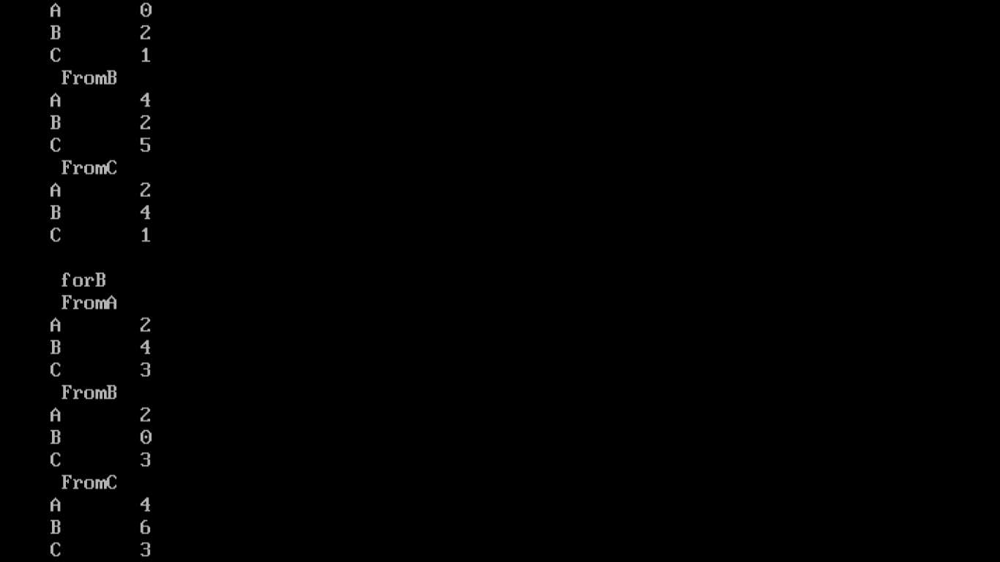 A 0
B 2
C 1
FromB
A 4
B 2
C 5
FromC
A 2
B 4
C 1
forB
FromA
A 2
B 4
C 3
FromB
A 2
B 0
C 3
FromC
A 4
B 6
C 3